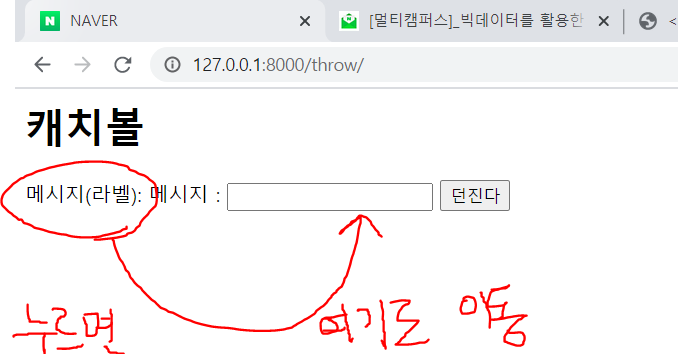 NAVER
[멀티캠퍼스]_빅데이터를 활용한
<
127.0.0.1:8000/throw/
캐치볼
메시지(라벨): 메시지 : 던진다
누르면 여기도 이동